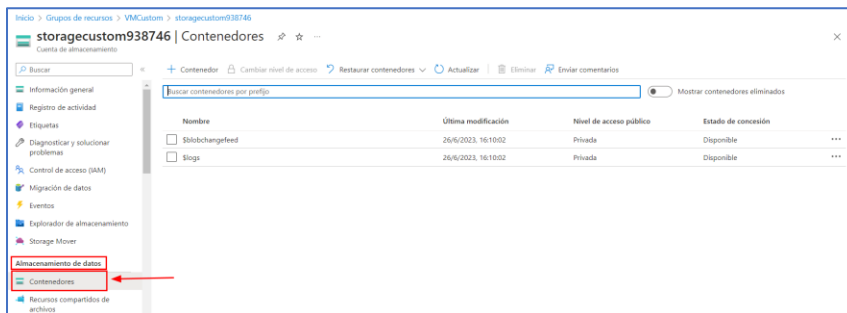 Inicio > Grupos de recursos > VMCustom > storagecustom938746
storagecustom938746 | Contenedores
Cuenta de almacenamiento
Buscar
Contenedor Cambiar nivel de acceso Restaurar contenedores Actualizar Eliminar Enviar comentarios
Información general
Buscar contenedores por prefijo
Mostrar contenedores eliminados
Registro de actividad
Etiquetas
Nombre Última modificación Nivel de acceso público Estado de concesión
Diagnosticar y solucionar
problemas
$blobchangefeed 26/6/2023, 16:10:02 Privada Disponible
$logs 26/6/2023, 16:10:02 Privada Disponible
Control de acceso (IAM)
Migración de datos
Eventos
Explorador de almacenamiento
Storage Mover
Almacenamiento de datos
Contenedores
Recursos compartidos de
archivos